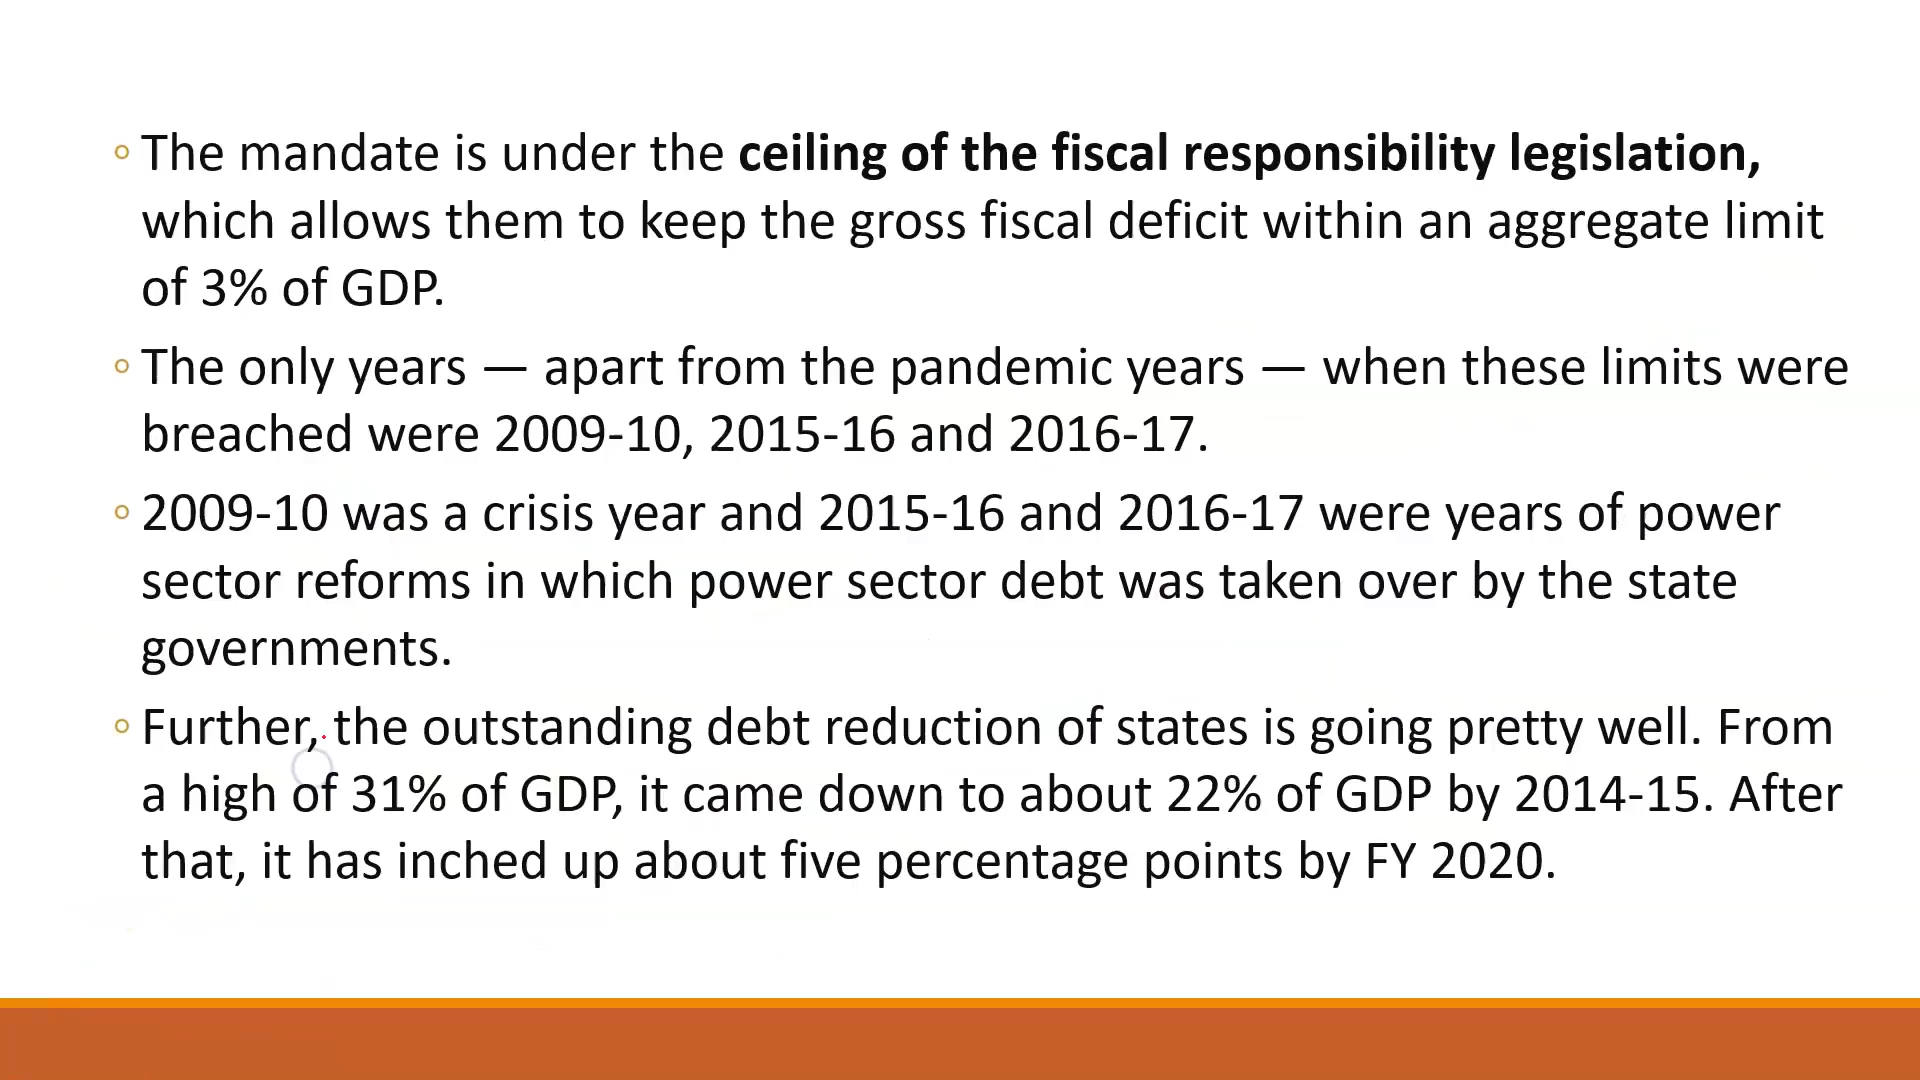 ◦ The mandate is under the ceiling of the fiscal responsibility legislation,
which allows them to keep the gross fiscal deficit within an aggregate limit
of 3% of GDP.
◦ The only years — apart from the pandemic years — when these limits were
breached were 2009-10, 2015-16 and 2016-17.
◦ 2009-10 was a crisis year and 2015-16 and 2016-17 were years of power
sector reforms in which power sector debt was taken over by the state
governments.
◦ Further, the outstanding debt reduction of states is going pretty well. From
a high of 31% of GDP, it came down to about 22% of GDP by 2014-15. After
that, it has inched up about five percentage points by FY 2020.